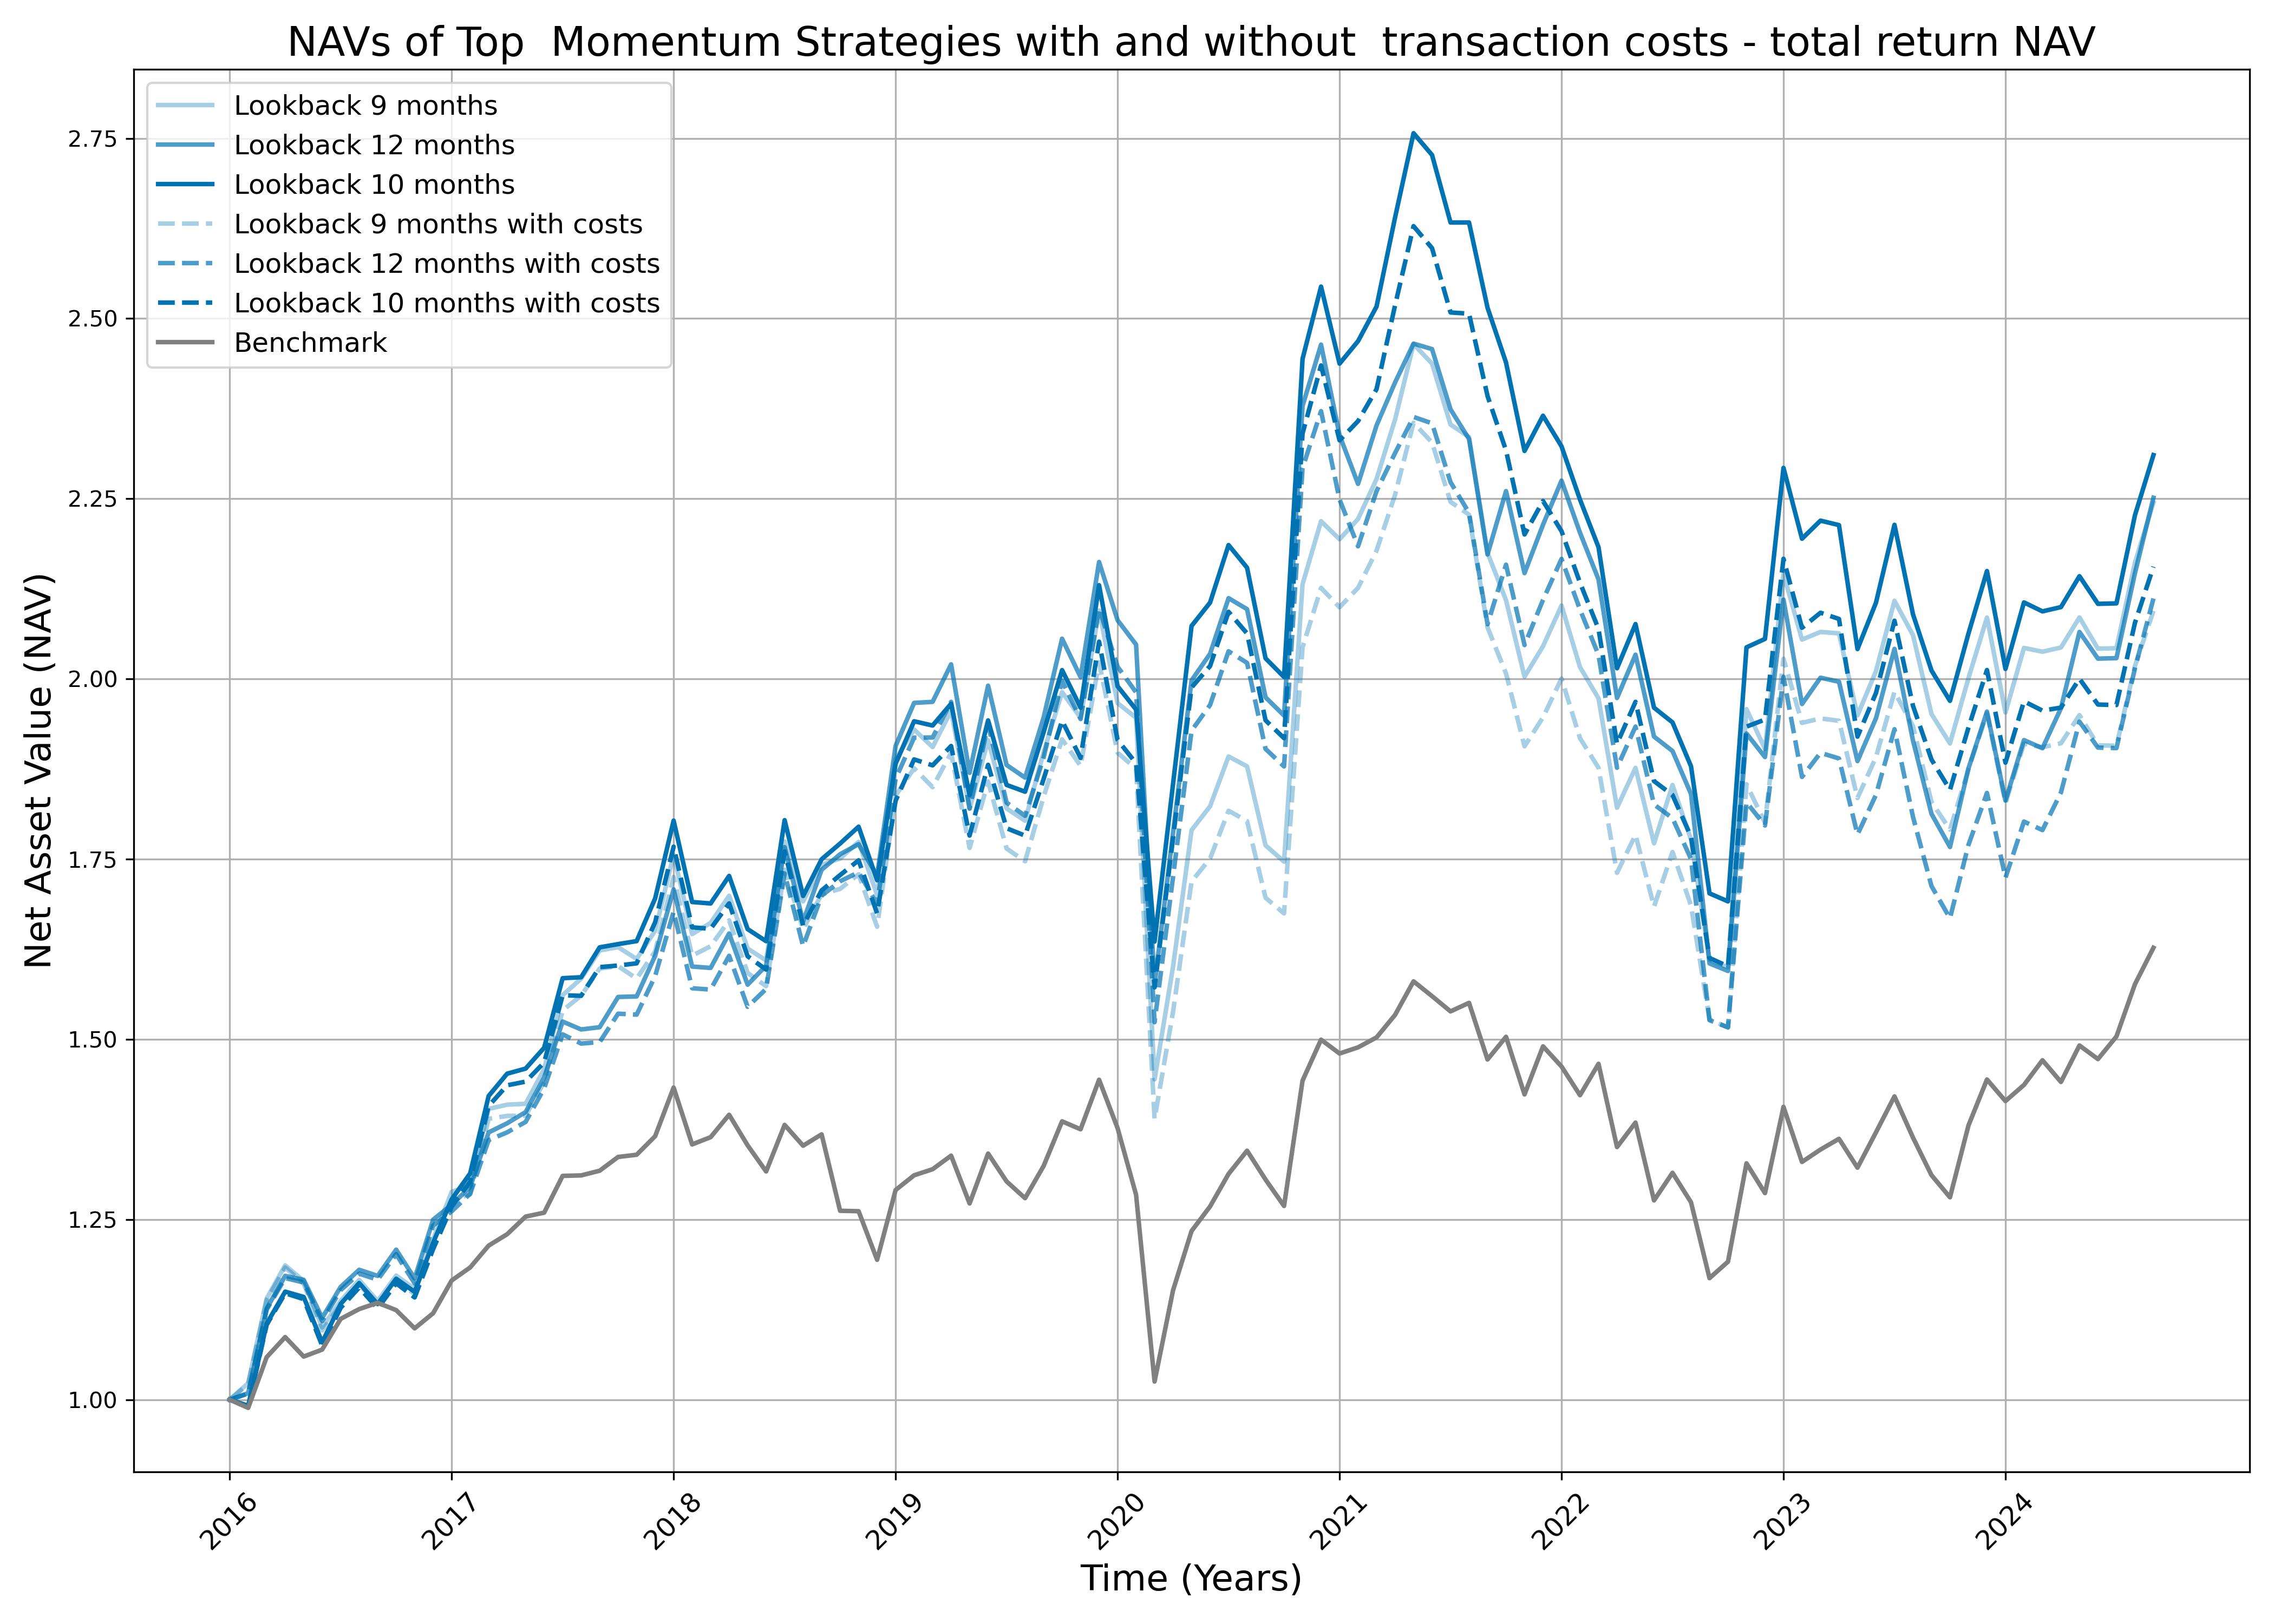 NAVs of Top  Momentum Strategies with and without  transaction costs - total return NAV
Lookback 9 months
Lookback 12 months
Lookback 10 months
Lookback 9 months with costs
Lookback 12 months with costs
Lookback 10 months with costs
Benchmark
Net Asset Value (NAV)
2.75
2.50
2.25
2.00
1.75
1.50
1.25
1.00
2016 2017 2018 2019 2020 2021 2022 2023 2024
Time (Years)